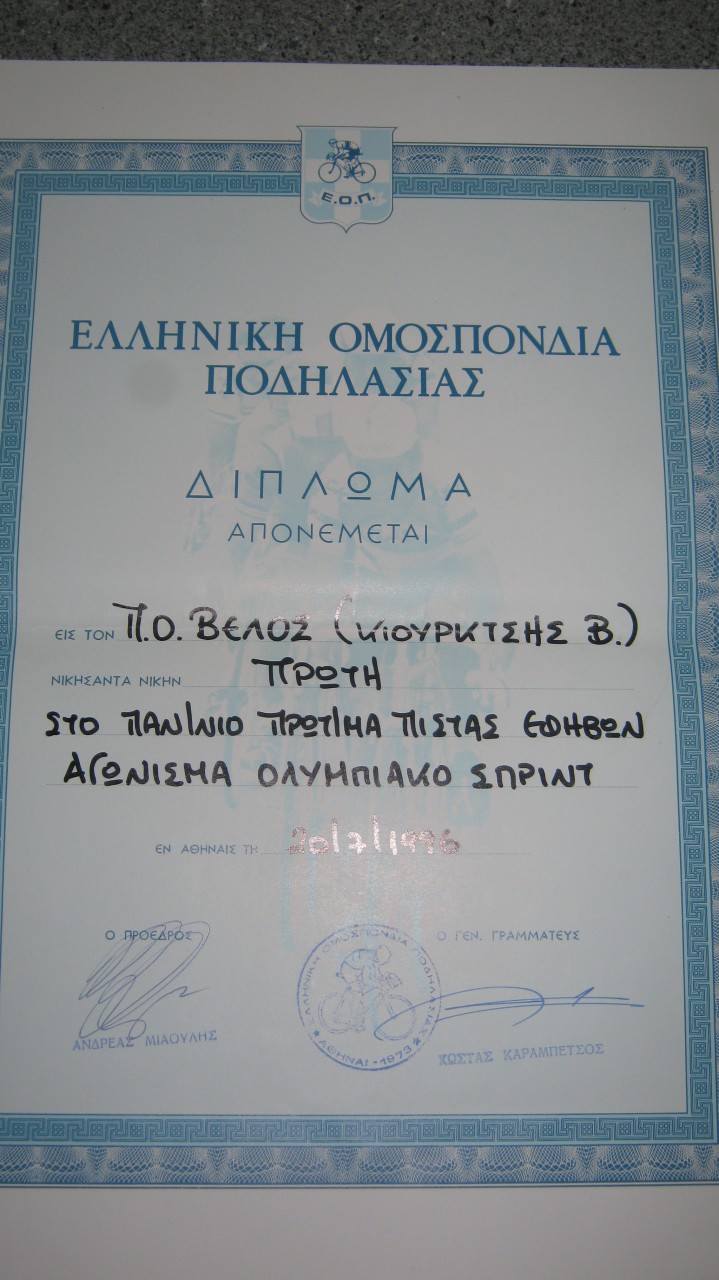 Ε.Ο.Π.
ΕΛΛΗΝΙΚΗ ΟΜΟΣΠΟΝΔΙΑ
ΠΟΔΗΛΑΣΙΑΣ
ΔΙΠΛΩΜΑ
ΑΠΟΝΕΜΕΤΑΙ
ΕΙΣ ΤΟΝ Π.Ο. ΒΕΛΟΣ (ΚΙΟΥΡΚΤΣΗΣ Β.)
ΝΙΚΗΣΑΝΤΑ ΝΙΚΗΝ ΠΡΩΤΗ
ΣΤΟ ΠΑΝ/ΝΙΟ ΠΡΩΤ/ΜΑ ΠΙΣΤΑΣ ΕΦΗΒΩΝ
ΑΓΩΝΙΣΜΑ ΟΛΥΜΠΙΑΚΟ ΣΠΡΙΝΤ
ΕΝ ΑΘΗΝΑΙΣ ΤΗ 20/7/1996
Ο ΠΡΟΕΔΡΟΣ
Ο ΓΕΝ. ΓΡΑΜΜΑΤΕΥΣ
ΕΛΛΗΝΙΚΗ ΟΜΟΣΠΟΝΔΙΑ ΠΟΔΗΛΑΣΙΑΣ
ΑΘΗΝΑΙ - 1973
ΑΝΔΡΕΑΣ ΜΙΑΟΥΛΗΣ
ΚΩΣΤΑΣ ΚΑΡΑΜΠΕΤΣΟΣ